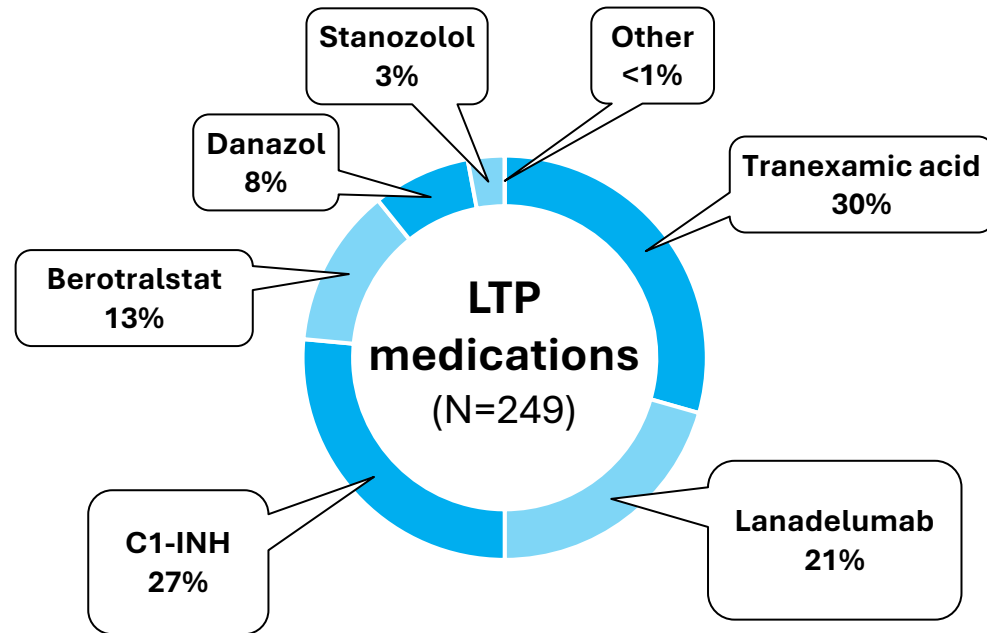 Stanozolol
3%
Other
<1%
Danazol
8%
Tranexamic acid
30%
Berotralstat
13%
LTP
medications
(N=249)
C1-INH
27%
Lanadelumab
21%